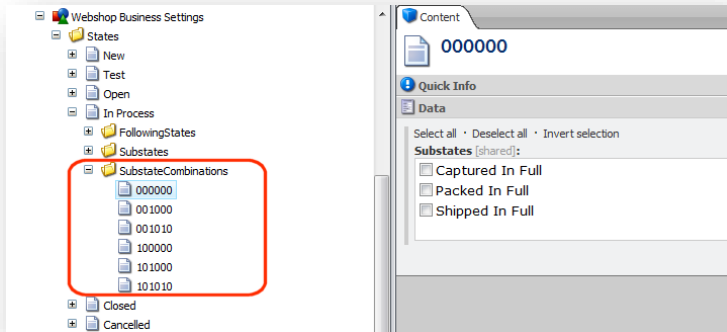 Webshop Business Settings
States
New
Test
Open
In Process
FollowingStates
Substates
SubstateCombinations
000000
001000
001010
100000
101000
101010
Closed
Cancelled
Content
000000
Quick Info
Data
Select all · Deselect all · Invert selection
Substates [shared]:
Captured In Full
Packed In Full
Shipped In Full